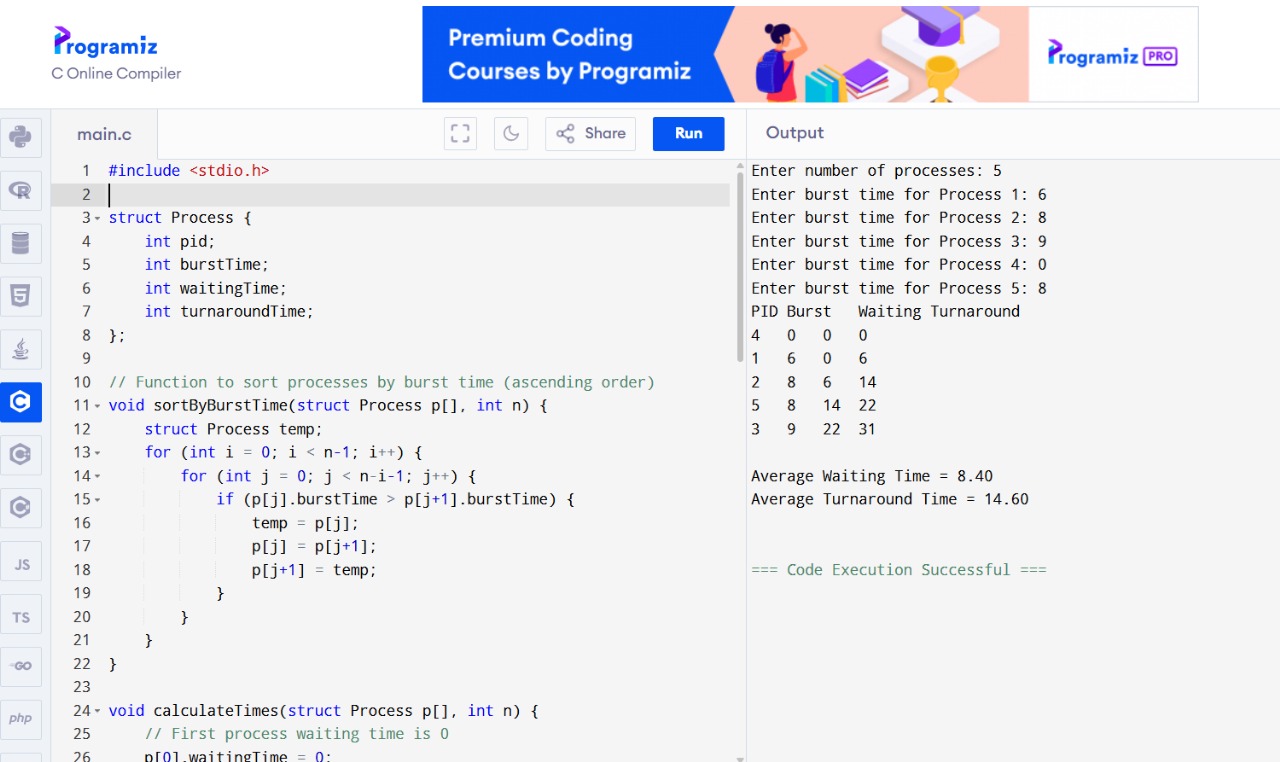 Programiz
C Online Compiler
Premium Coding
Courses by Programiz
Programiz PRO
main.c
Share
Run
Output
1 #include <stdio.h>
2
3 struct Process {
4     int pid;
5     int burstTime;
6     int waitingTime;
7     int turnaroundTime;
8 };
9
10 // Function to sort processes by burst time (ascending order)
11 void sortByBurstTime(struct Process p[], int n) {
12     struct Process temp;
13     for (int i = 0; i < n-1; i++) {
14         for (int j = 0; j < n-i-1; j++) {
15             if (p[j].burstTime > p[j+1].burstTime) {
16                 temp = p[j];
17                 p[j] = p[j+1];
18                 p[j+1] = temp;
19             }
20         }
21     }
22 }
23
24 void calculateTimes(struct Process p[], int n) {
25     // First process waiting time is 0
26     p[0].waitingTime = 0;
Enter number of processes: 5
Enter burst time for Process 1: 6
Enter burst time for Process 2: 8
Enter burst time for Process 3: 9
Enter burst time for Process 4: 0
Enter burst time for Process 5: 8
PID Burst   Waiting Turnaround
4   0   0   0
1   6   0   6
2   8   6   14
5   8   14  22
3   9   22  31
Average Waiting Time = 8.40
Average Turnaround Time = 14.60
=== Code Execution Successful ===
R
5
C
C
C
JS
TS
GO
php